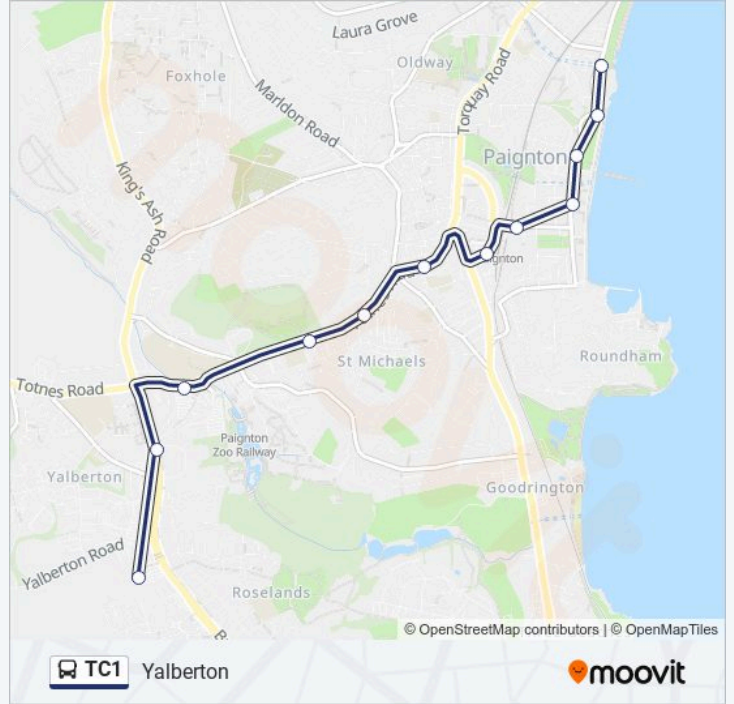 Laura Grove
Oldway
Foxhole
Marldon Road
Torquay Road
Paignton
King's Ash
Road
gnton
St Michaels
Roundham
Totnes Road
Paignton
Zoo Railway
Yalberton
Goodrington
Yalberton Road
Roselands
© OpenStreetMap contributors | © OpenMapTiles
TC1 Yalberton
moovit